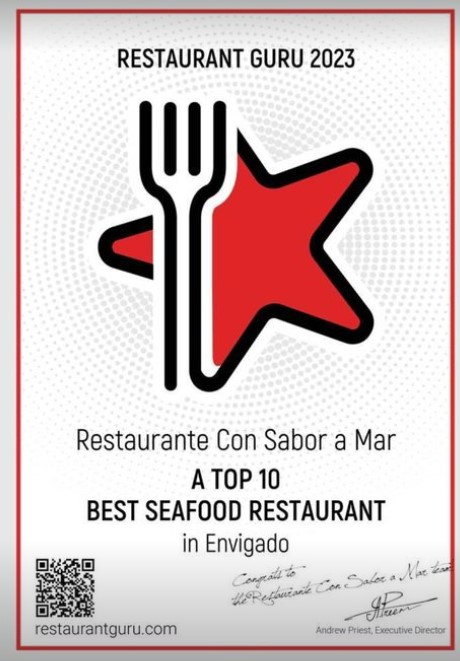 RESTAURANT GURU 2023
Restaurante Con Sabor a Mar
A TOP 10
BEST SEAFOOD RESTAURANT
in Envigado
Congrats to
the Restaurante Con Sabor a Mar team
restaurantguru.com
Andrew Priest, Executive Director